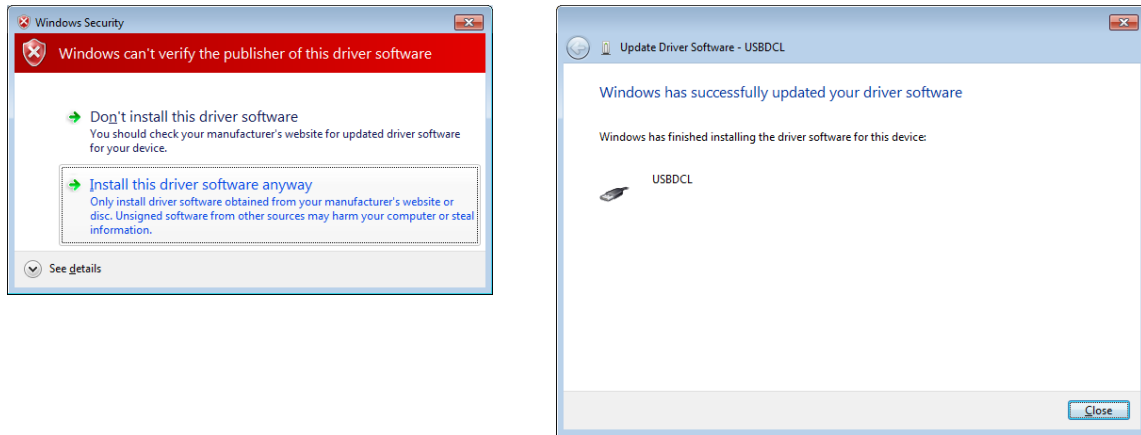 Windows Security
Windows can't verify the publisher of this driver software
Don't install this driver software
You should check your manufacturer's website for updated driver software
for your device.
Install this driver software anyway
Only install driver software obtained from your manufacturer's website or
disc. Unsigned software from other sources may harm your computer or steal
information.
See details
Update Driver Software - USBDCL
Windows has successfully updated your driver software
Windows has finished installing the driver software for this device:
USBDCL
Close